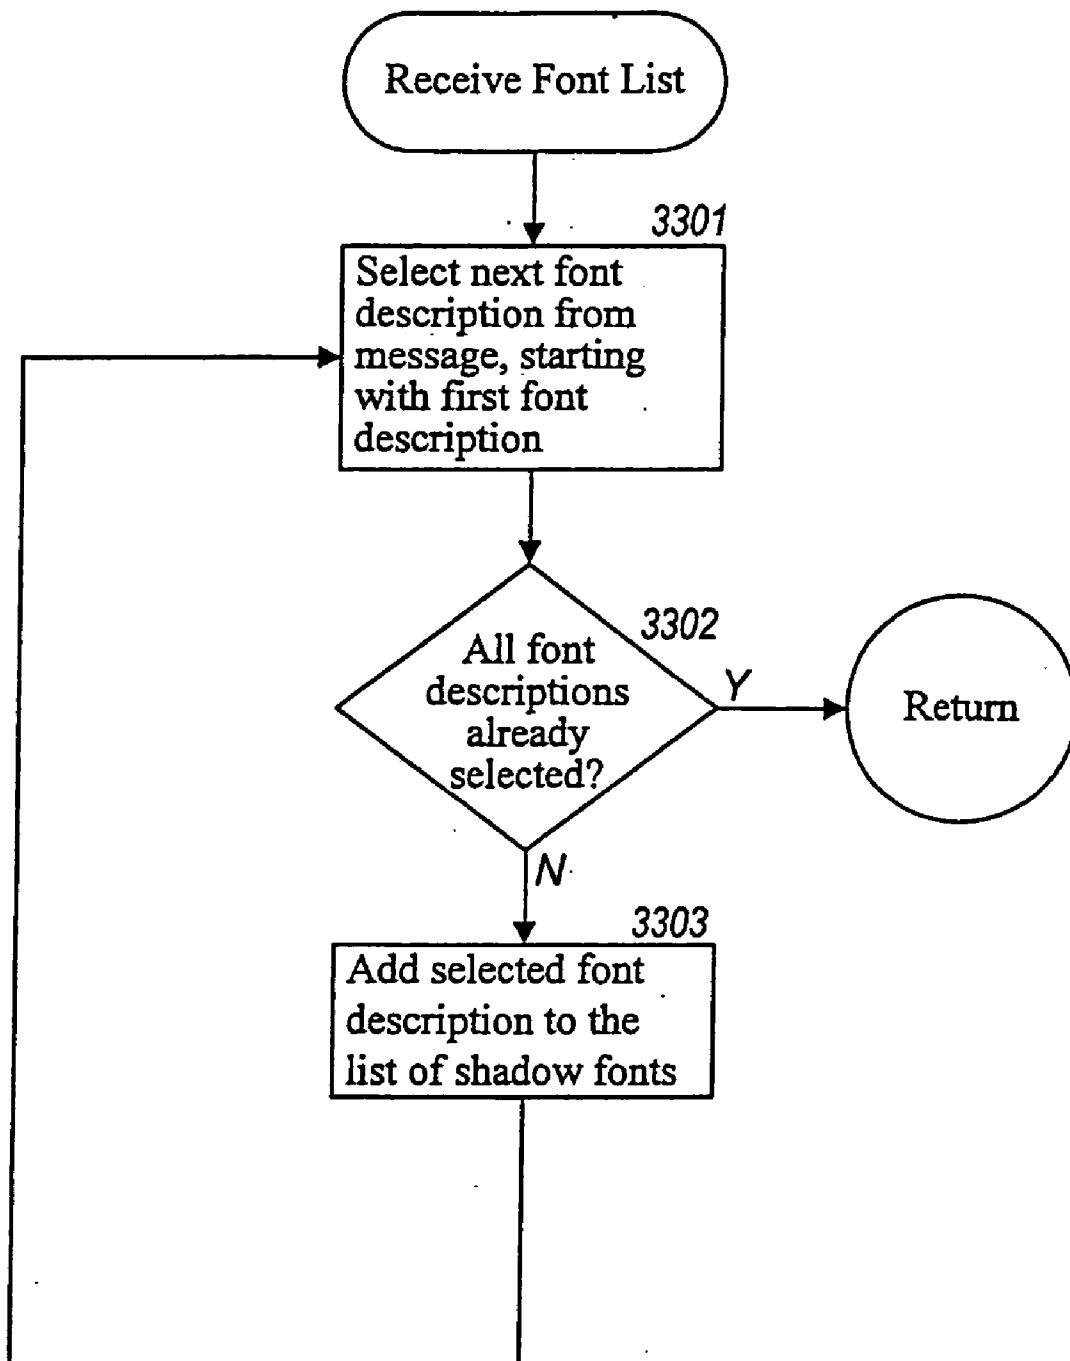 Receive Font List
3301
Select next font
description from
message, starting
with first font
description
3302
All font
descriptions
already
selected?
Y
Return
N
3303
Add selected font
description to the
list of shadow fonts